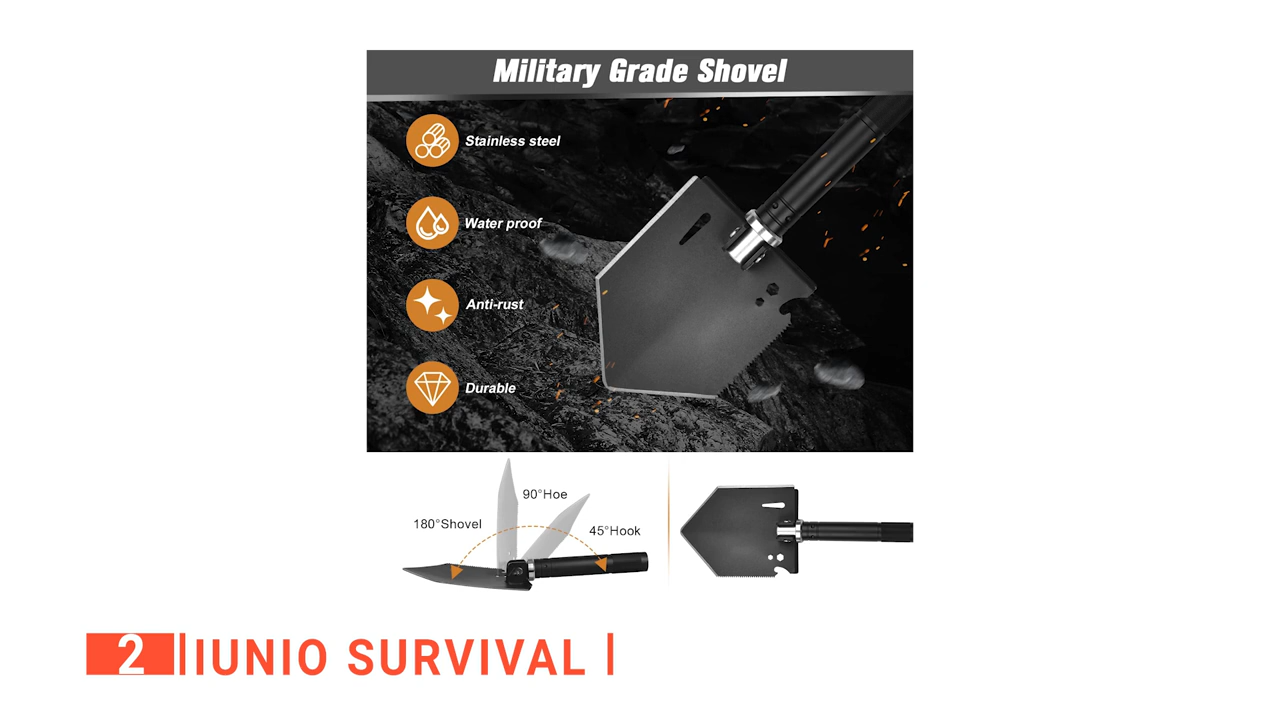 Military Grade Shovel
Stainless steel
Water proof
Anti-rust
Durable
90°Hoe
180°Shovel
45°Hook
2 IUNIO SURVIVAL